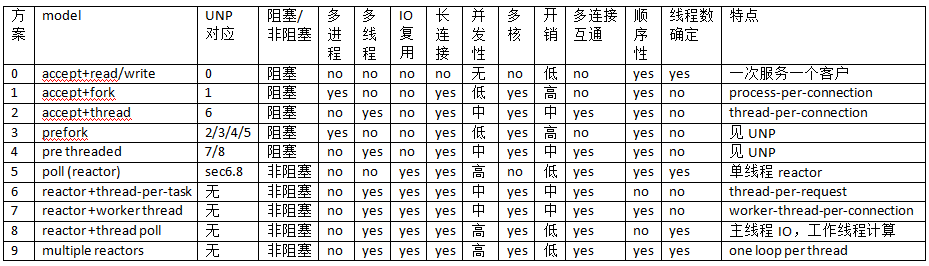 方案 model UNP对应 阻塞/非阻塞 多进程 多线程 IO复用 长连接 并发性 多核 开销 多连接互通 顺序性 线程数确定 特点
0 accept+read/write 0 阻塞 no no no no 无 no 低 no yes yes 一次服务一个客户
1 accept+fork 1 阻塞 yes no no yes 低 yes 高 no yes no process-per-connection
2 accept+thread 6 阻塞 no yes no yes 中 yes 中 yes yes no thread-per-connection
3 prefork 2/3/4/5 阻塞 yes no no yes 低 yes 高 no yes no 见 UNP
4 pre threaded 7/8 阻塞 no yes no yes 中 yes 中 yes yes no 见 UNP
5 poll (reactor) sec6.8 非阻塞 no no yes yes 高 no 低 yes yes yes 单线程 reactor
6 reactor+thread-per-task 无 非阻塞 no yes yes yes 中 yes 中 yes no no thread-per-request
7 reactor+worker thread 无 非阻塞 no yes yes yes 中 yes 中 yes yes no worker-thread-per-connection
8 reactor+thread poll 无 非阻塞 no yes yes yes 高 yes 低 yes no yes 主线程 IO，工作线程计算
9 multiple reactors 无 非阻塞 no yes yes yes 高 yes 低 yes yes yes one loop per thread